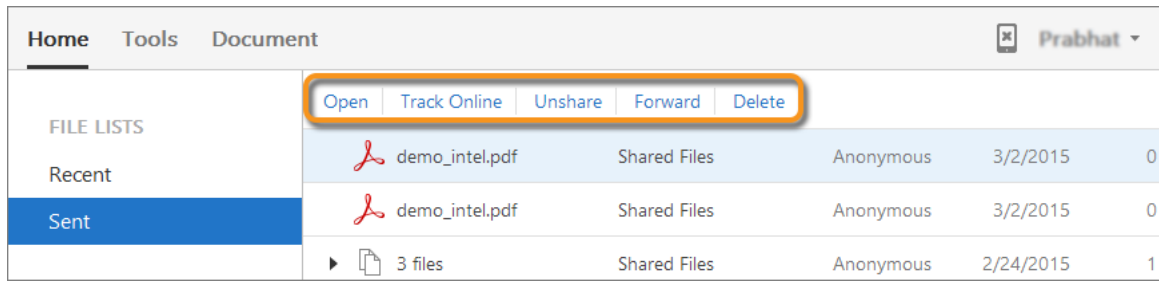 Home Tools Document Prabhat
Open Track Online Unshare Forward Delete
FILE LISTS
demo_intel.pdf Shared Files Anonymous 3/2/2015 0
Recent
Sent
demo_intel.pdf Shared Files Anonymous 3/2/2015 0
3 files Shared Files Anonymous 2/24/2015 1